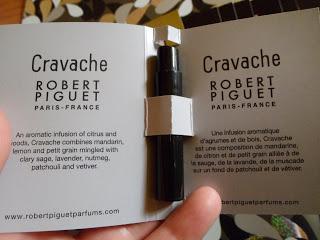 Cravache
ROBERT
PIGUET
PARIS-FRANCE
An aromatic infusion of citrus and
woods, Cravache combines mandarin,
lemon and petit grain mingled with
clary sage, lavender, nutmeg,
patchouli and vetiver.
www.robertpiguetparfums.com
Cravache
ROBERT
PIGUET
PARIS-FRANCE
Une infusion aromatique
d'agrumes et de bois, Cravache
est une composition de mandarine,
de citron et de petit grain alliée à de
la sauge, de la lavande, de la muscade
sur un fond de patchouli et de vétiver.
www.robertpiguetparfums.com